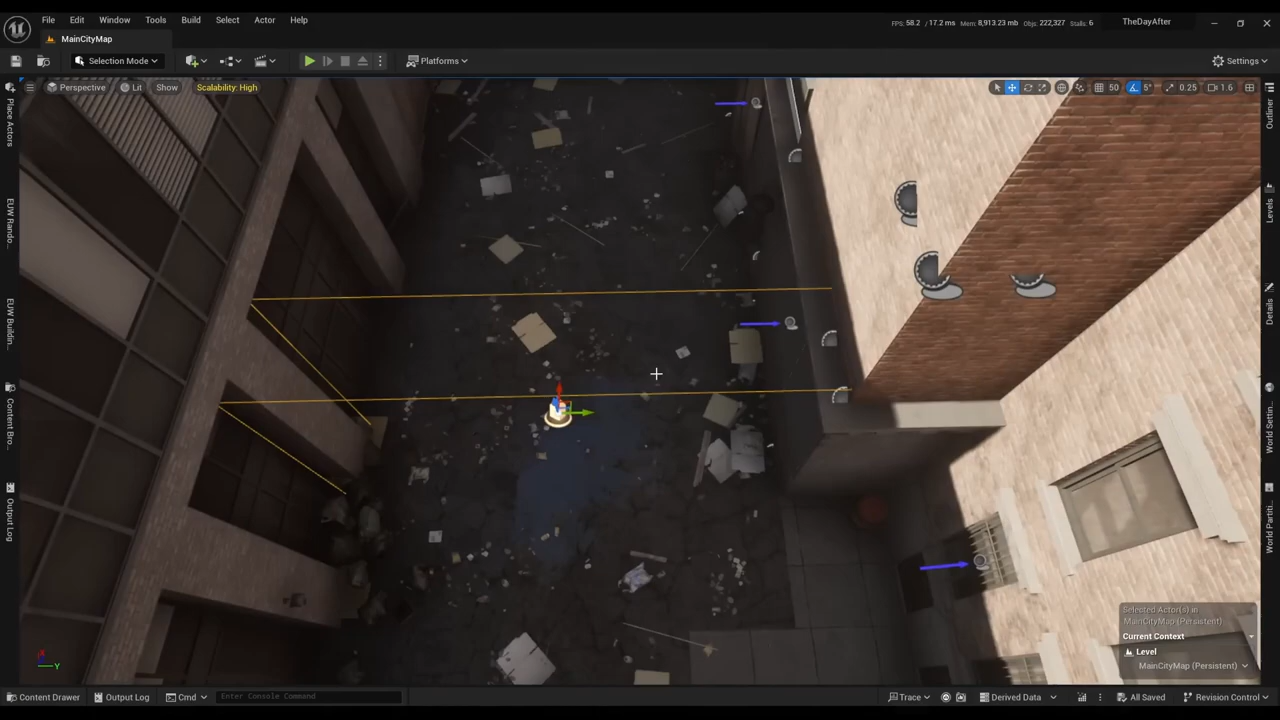 File Edit Window Tools Build Select Actor Help
FPS: 58.2 / 17.2 ms Mem: 8,913.23 mb Objs: 222,327 Stalls: 6
TheDayAfter
MainCityMap
Selection Mode
Platforms
Settings
Perspective Lit Show Scalability: High
50 5° 0.25 1.6
Place Actors
EUW Rando...
EUW Buildin...
Content Bro...
Output Log
Outliner
Levels
Details
World Settin...
World Partiti...
X
Y
Selected Actor(s) in
MainCityMap (Persistent)
Current Context
Level
MainCityMap (Persistent)
Content Drawer Output Log Cmd Enter Console Command
Trace Derived Data All Saved Revision Control